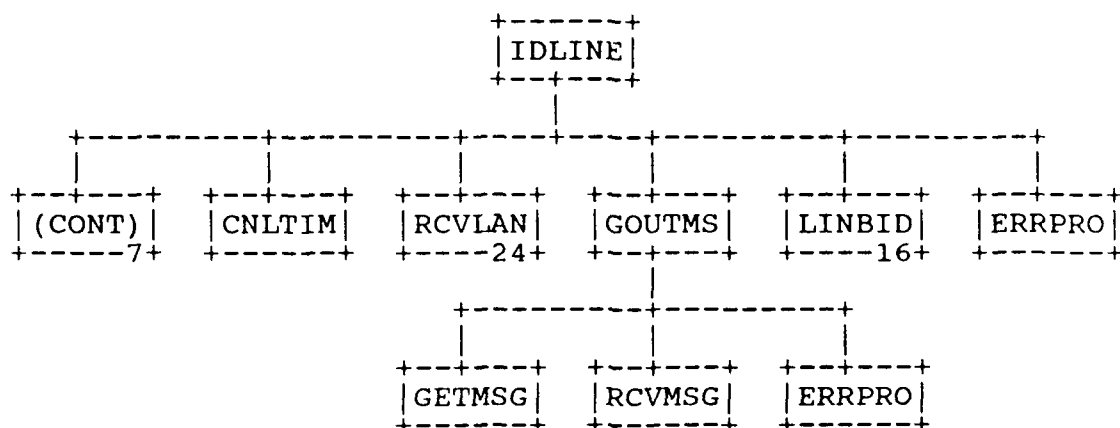 IDLINE
(CONT) CNLTIM RCVLAN GOUTMS LINBID ERRPRO
7 24 16
GETMSG RCVMSG ERRPRO